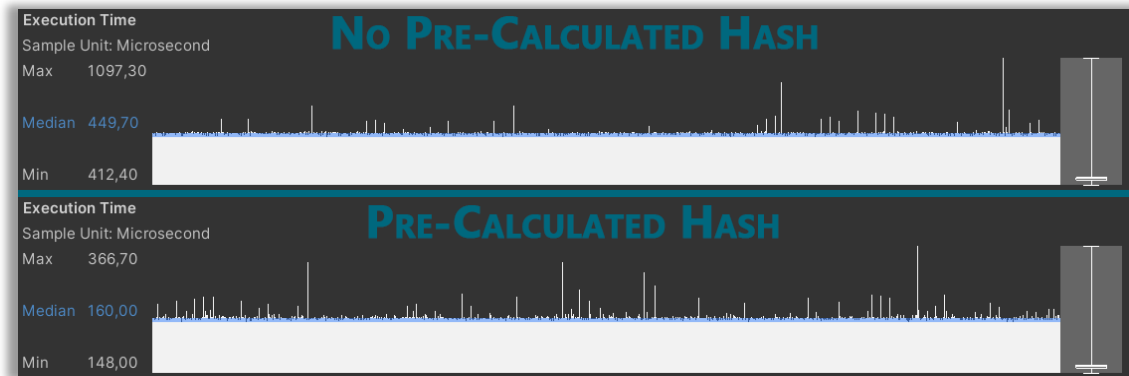 Execution Time
No Pre-Calculated Hash
Sample Unit: Microsecond
Max 1097,30
Median 449,70
Min 412,40
Execution Time
Pre-Calculated Hash
Sample Unit: Microsecond
Max 366,70
Median 160,00
Min 148,00